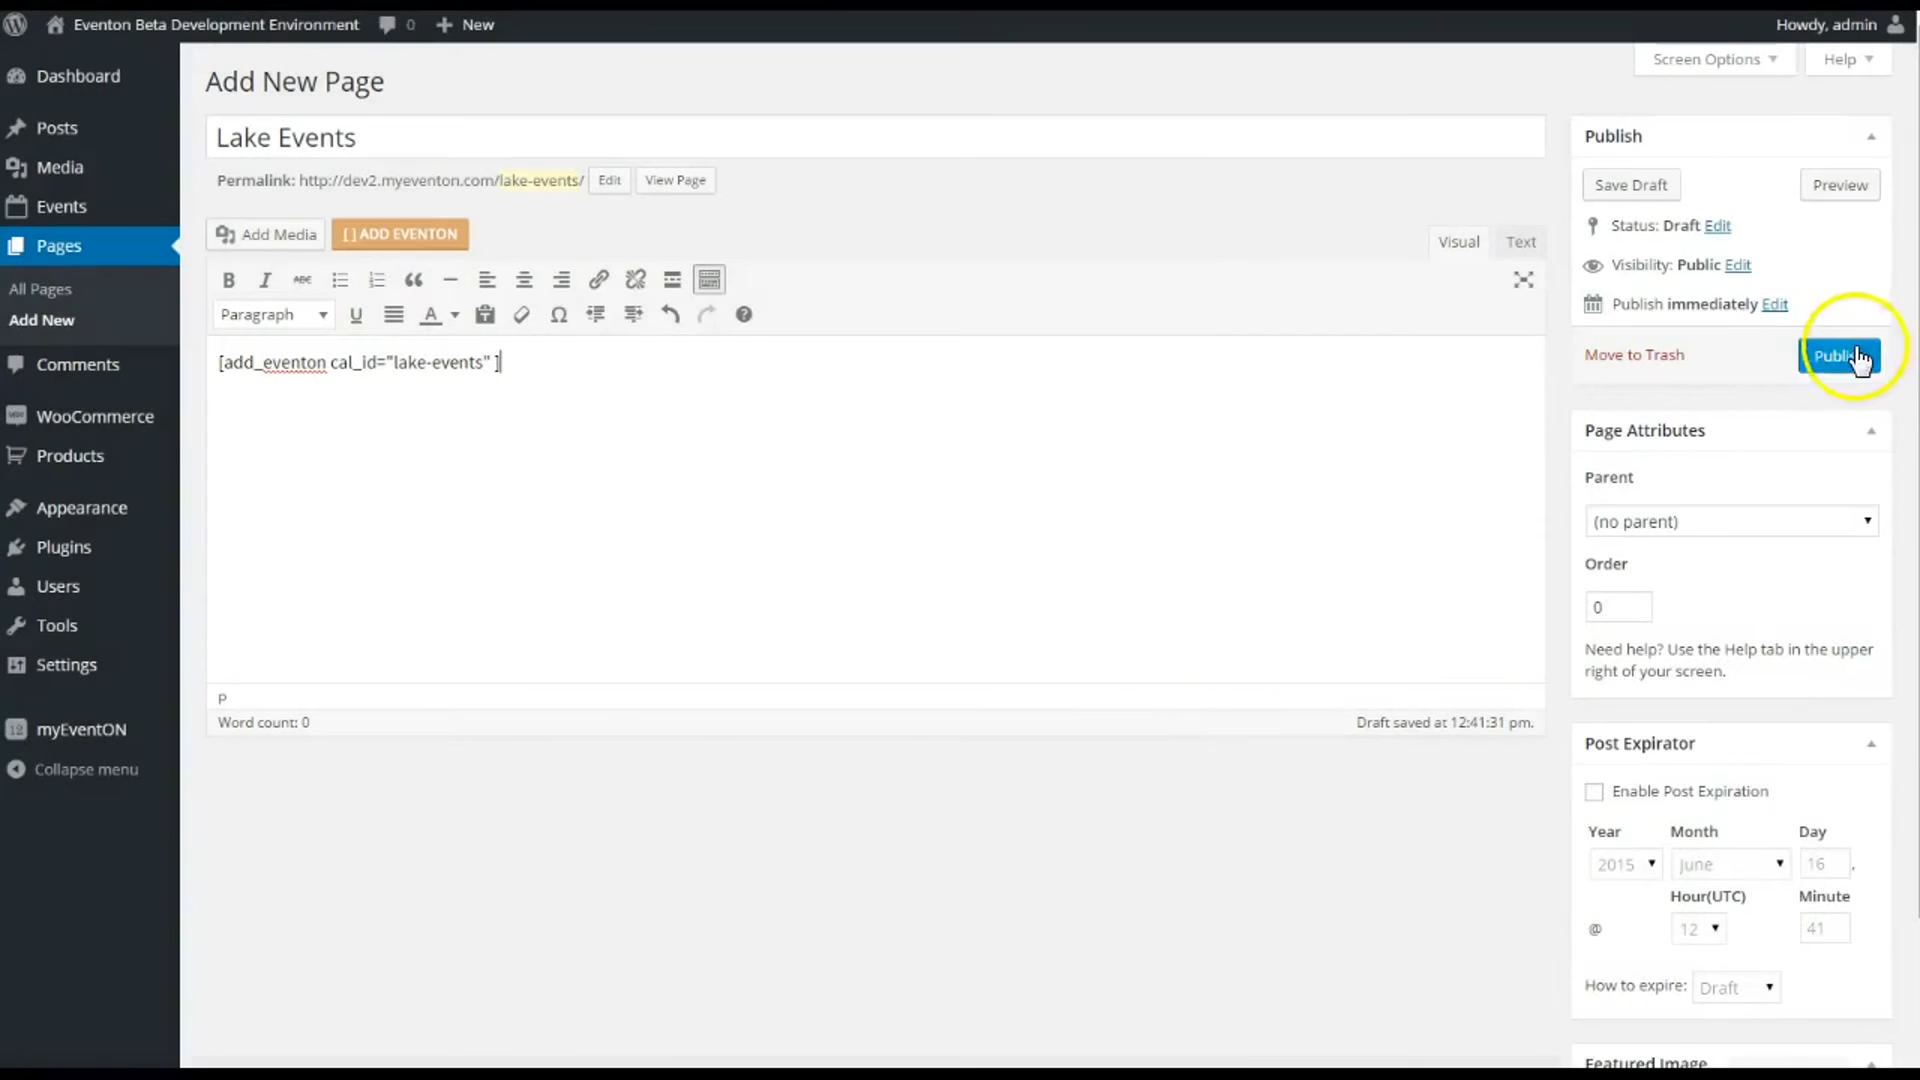 Eventon Beta Development Environment 0 New Howdy, admin
Dashboard
Posts
Media
Events
Pages
All Pages
Add New
Comments
WooCommerce
Products
Appearance
Plugins
Users
Tools
Settings
12 myEventON
Collapse menu
Screen Options Help
Add New Page
Lake Events
Permalink: http://dev2.myeventon.com/lake-events/ Edit View Page
Add Media [ ] ADD EVENTON
Visual Text
B I ABC
Paragraph U A Ω
[add_eventon cal_id="lake-events" ]
P
Word count: 0 Draft saved at 12:41:31 pm.
Publish
Save Draft Preview
Status: Draft Edit
Visibility: Public Edit
Publish immediately Edit
Move to Trash
Page Attributes
Parent
(no parent)
Order
0
Need help? Use the Help tab in the upper
right of your screen.
Post Expirator
Enable Post Expiration
Year Month Day
2015 June 16 ,
Hour(UTC) Minute
@ 12 41
How to expire: Draft
Featured Image